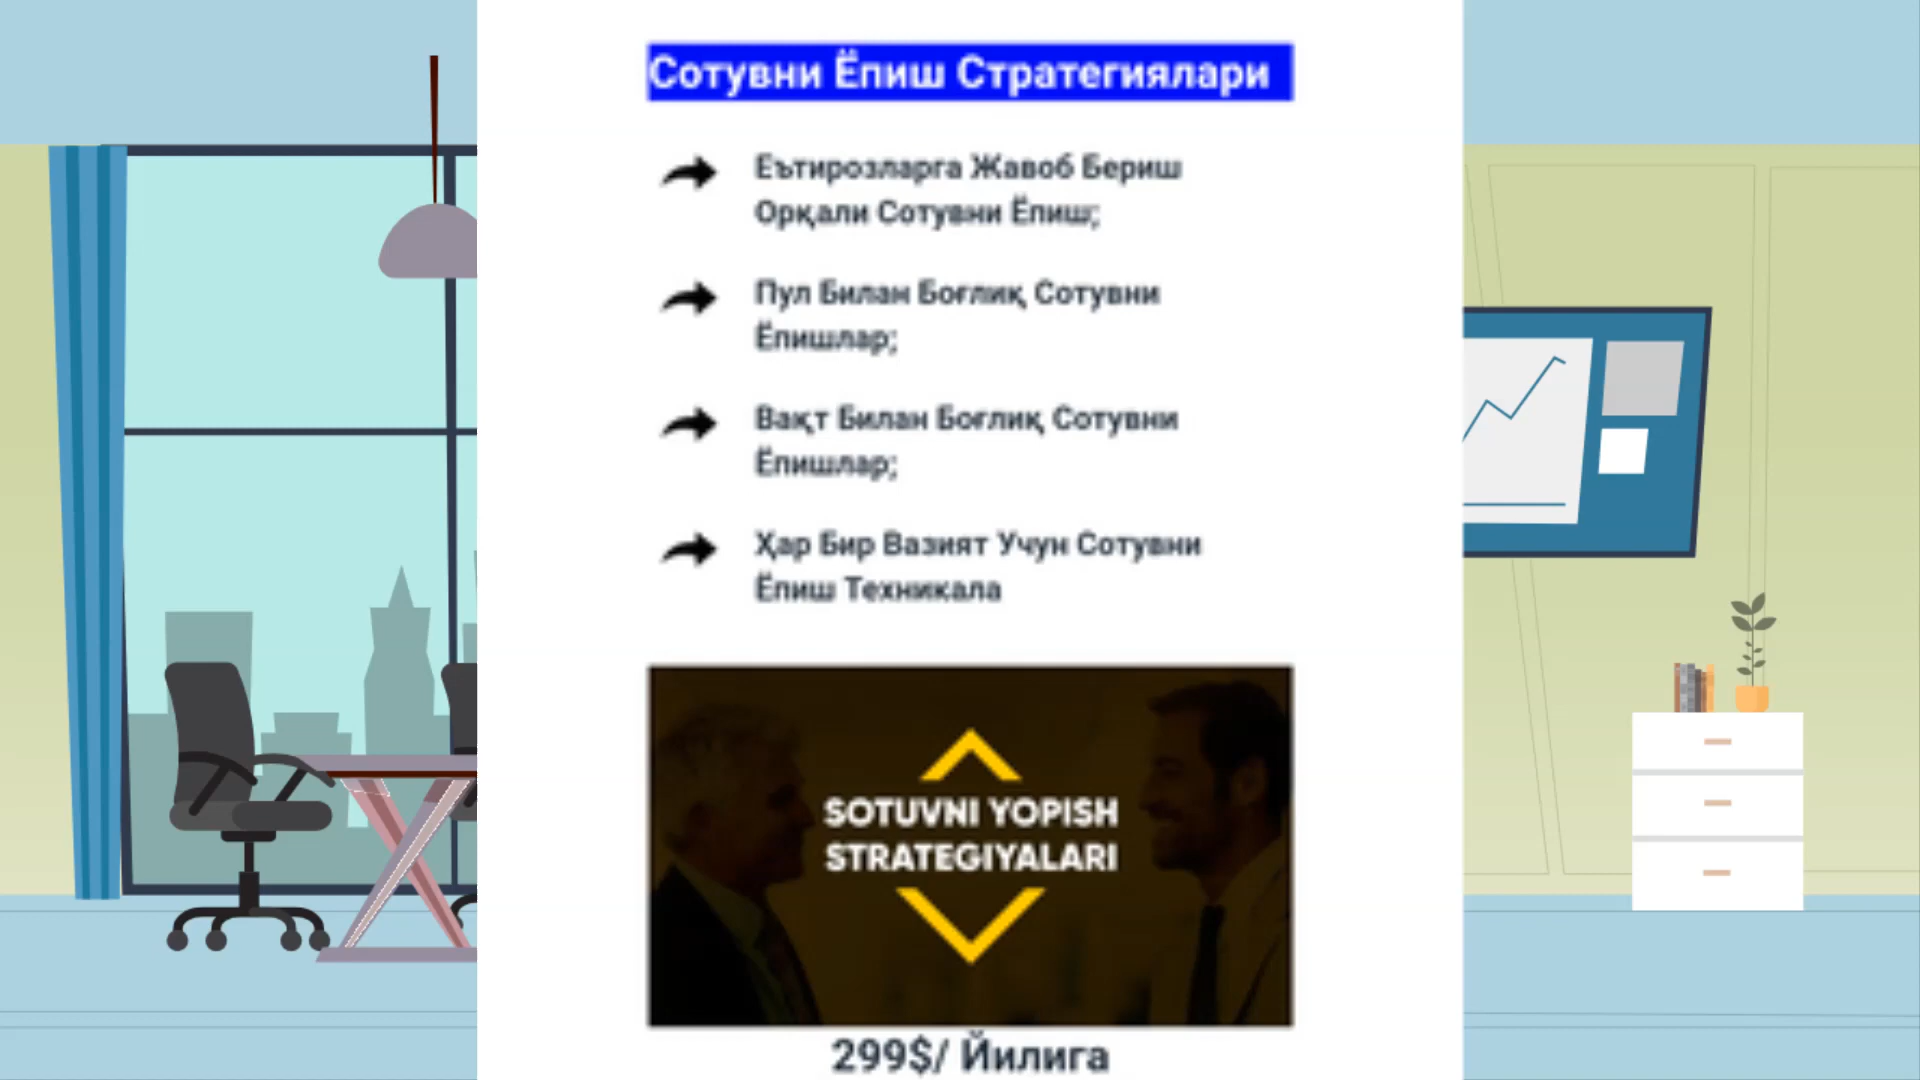 Сотувни Ёпиш Стратегиялари
Еътирозларга Жавоб Бериш
Орқали Сотувни Ёпиш;
Пул Билан Боғлиқ Сотувни
Ёпишлар;
Вақт Билан Боғлиқ Сотувни
Ёпишлар;
Ҳар Бир Вазият Учун Сотувни
Ёпиш Техникала
SOTUVNI YOPISH
STRATEGIYALARI
299$/ Йилига